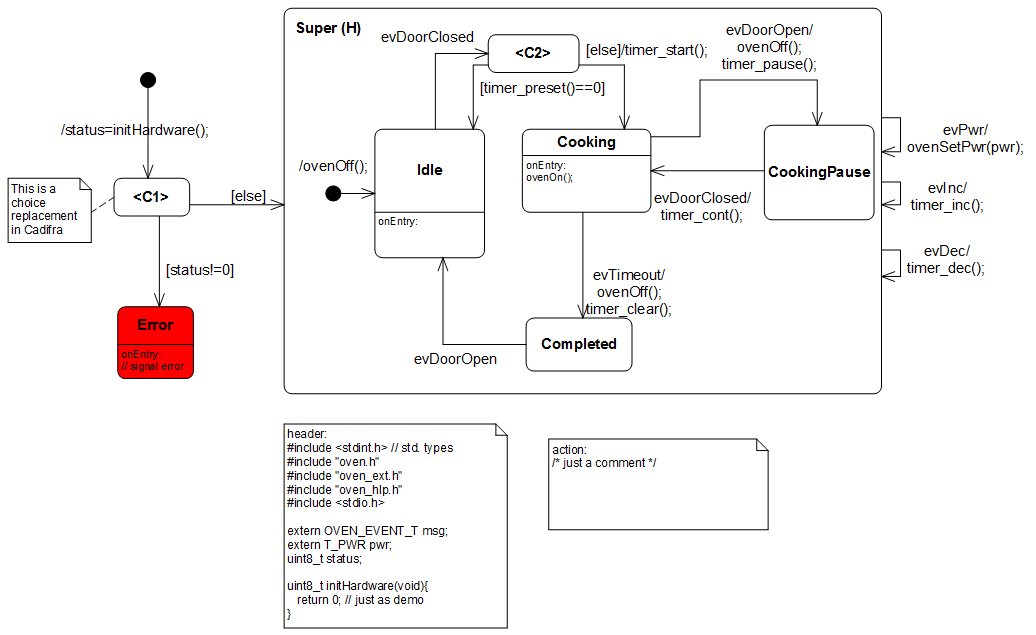 Super (H)
evDoorClosed
<C2>
[else]/timer_start();
evDoorOpen/
ovenOff();
timer_pause();
[timer_preset()==0]
/status=initHardware();
/ovenOff();
Idle
onEntry:
Cooking
onEntry:
ovenOn();
CookingPause
evPwr/
ovenSetPwr(pwr);
evInc/
timer_inc();
evDec/
timer_dec();
This is a
choice
replacement
in Cadifra
<C1>
[else]
evDoorClosed/
timer_cont();
[status!=0]
evTimeout/
ovenOff();
timer_clear();
Error
onEntry:
// signal error
Completed
evDoorOpen
header:
#include <stdint.h> // std. types
#include "oven.h"
#include "oven_ext.h"
#include "oven_hlp.h"
#include <stdio.h>
extern OVEN_EVENT_T msg;
extern T_PWR pwr;
uint8_t status;
uint8_t initHardware(void){
return 0; // just as demo
}
action:
/* just a comment */